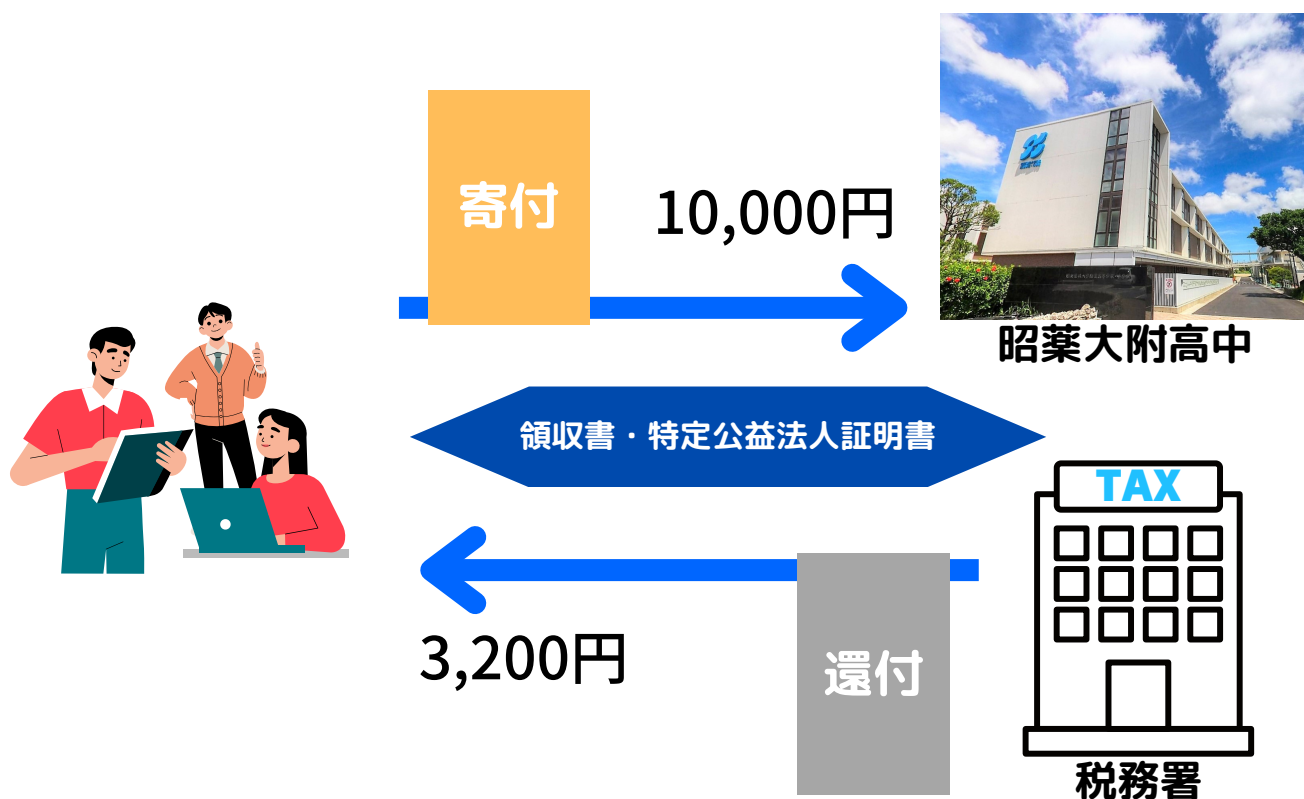 寄付
10,000円
昭薬大附高中
領収書・特定公益法人証明書
TAX
3,200円
還付
税務署